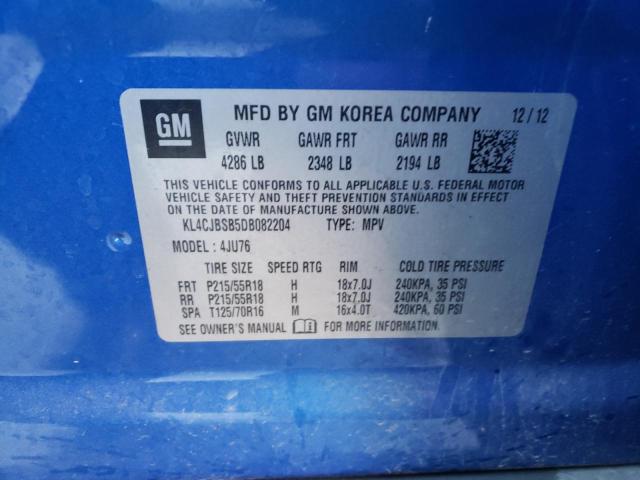 GM MFD BY GM KOREA COMPANY 12/12
GVWR GAWR FRT GAWR RR
4286 LB 2348 LB 2194 LB
THIS VEHICLE CONFORMS TO ALL APPLICABLE U.S. FEDERAL MOTOR
VEHICLE SAFETY AND THEFT PREVENTION STANDARDS IN EFFECT
ON THE DATE OF MANUFACTURE SHOWN ABOVE.
KL4CJBSB5DB082204 TYPE: MPV
MODEL : 4JU76
TIRE SIZE SPEED RTG RIM COLD TIRE PRESSURE
FRT P215/55R18 H 18x7.0J 240KPA, 35 PSI
RR P215/55R18 H 18x7.0J 240KPA, 35 PSI
SPA T125/70R16 M 16x4.0T 420KPA, 60 PSI
SEE OWNER'S MANUAL FOR MORE INFORMATION.